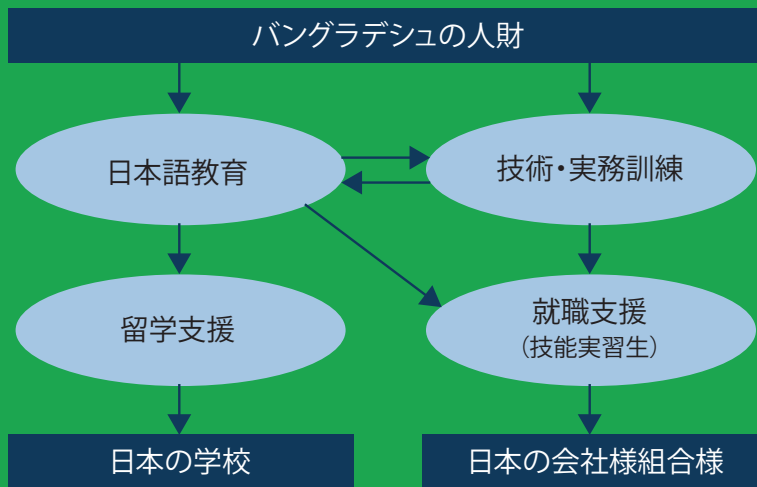 バングラデシュの人財
日本語教育
技術・実務訓練
留学支援
就職支援
（技能実習生）
日本の学校
日本の会社様組合様